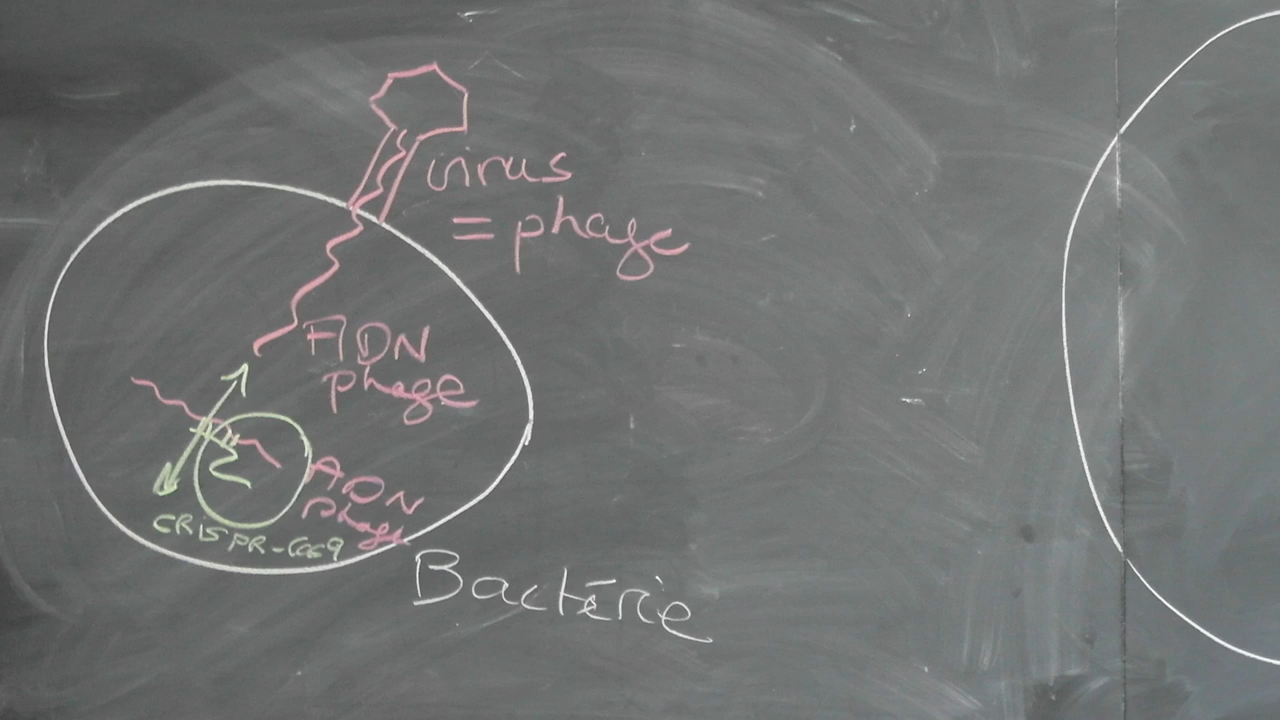 virus
= phage
ADN
phage
ADN
phage
CRISPR-Cas9
Bactérie